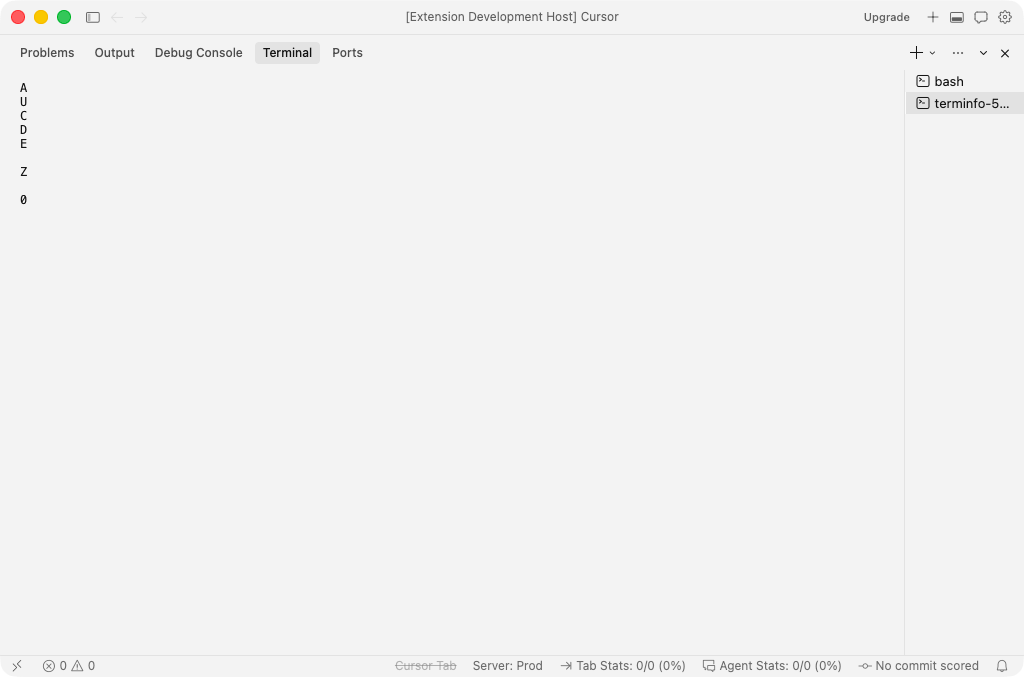 [Extension Development Host] Cursor
Upgrade
Problems Output Debug Console Terminal Ports
bash
terminfo-5...
A
U
C
D
E
Z
0
0 0
Cursor Tab
Server: Prod
Tab Stats: 0/0 (0%)
Agent Stats: 0/0 (0%)
No commit scored